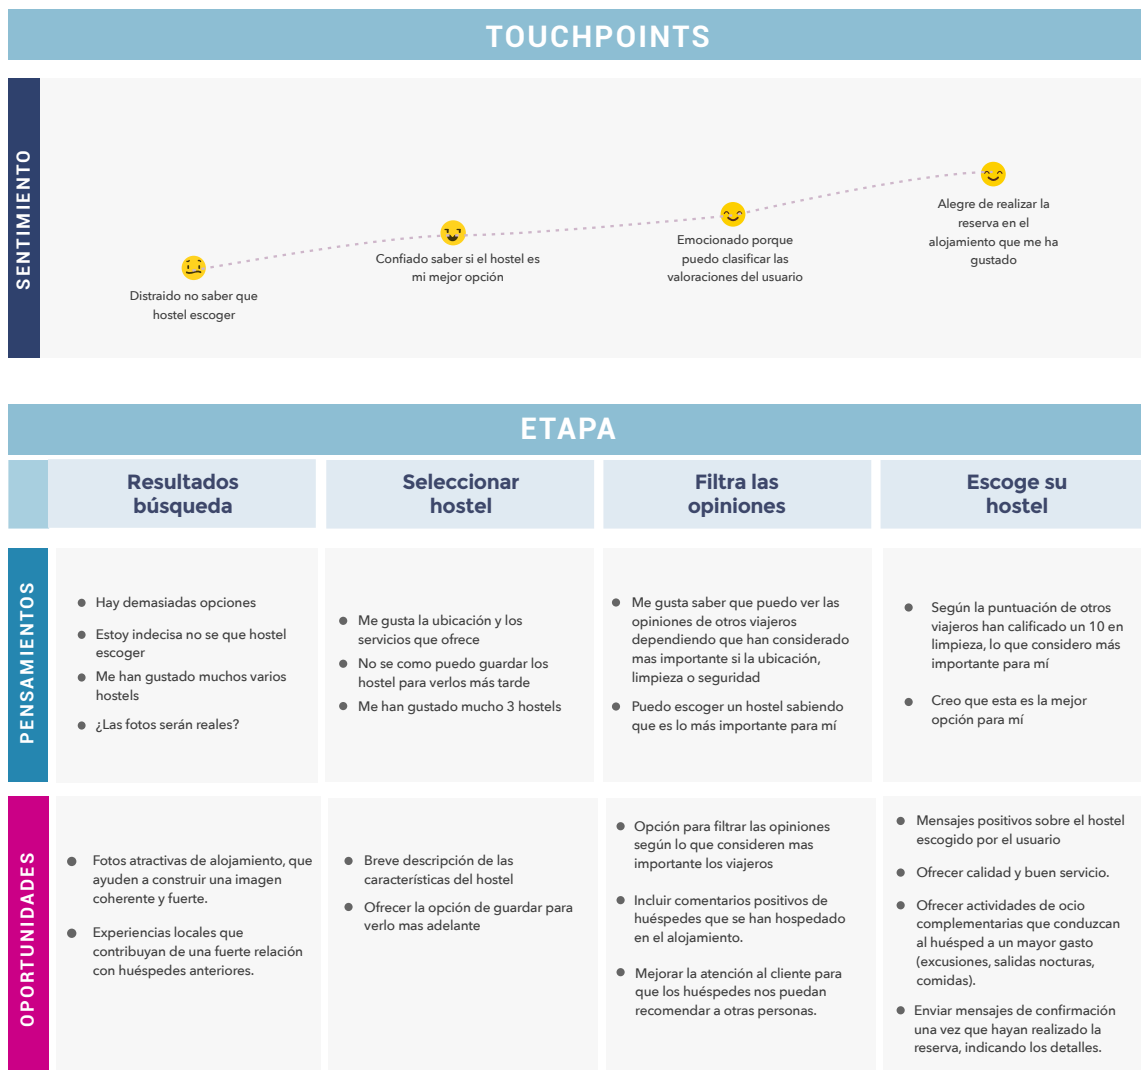 TOUCHPOINTS
SENTIMIENTO
Distraido no saber que
hostel escoger
Confiado saber si el hostel es
mi mejor opción
Emocionado porque
puedo clasificar las
valoraciones del usuario
Alegre de realizar la
reserva en el
alojamiento que me ha
gustado
ETAPA
Resultados
búsqueda
Seleccionar
hostel
Filtra las
opiniones
Escoge su
hostel
PENSAMIENTOS
Hay demasiadas opciones
Estoy indecisa no se que hostel
escoger
Me han gustado muchos varios
hostels
¿Las fotos serán reales?
Me gusta la ubicación y los
servicios que ofrece
No se como puedo guardar los
hostel para verlos más tarde
Me han gustado mucho 3 hostels
Me gusta saber que puedo ver las
opiniones de otros viajeros
dependiendo que han considerado
mas importante si la ubicación,
limpieza o seguridad
Puedo escoger un hostel sabiendo
que es lo más importante para mí
Según la puntuación de otros
viajeros han calificado un 10 en
limpieza, lo que considero más
importante para mí
Creo que esta es la mejor
opción para mí
OPORTUNIDADES
Fotos atractivas de alojamiento, que
ayuden a construir una imagen
coherente y fuerte.
Experiencias locales que
contribuyan de una fuerte relación
con huéspedes anteriores.
Breve descripción de las
características del hostel
Ofrecer la opción de guardar para
verlo mas adelante
Opción para filtrar las opiniones
según lo que consideren mas
importante los viajeros
Incluir comentarios positivos de
huéspedes que se han hospedado
en el alojamiento.
Mejorar la atención al cliente para
que los huéspedes nos puedan
recomendar a otras personas.
Mensajes positivos sobre el hostel
escogido por el usuario
Ofrecer calidad y buen servicio.
Ofrecer actividades de ocio
complementarias que conduzcan
al huésped a un mayor gasto
(excusiones, salidas nocturas,
comidas).
Enviar mensajes de confirmación
una vez que hayan realizado la
reserva, indicando los detalles.